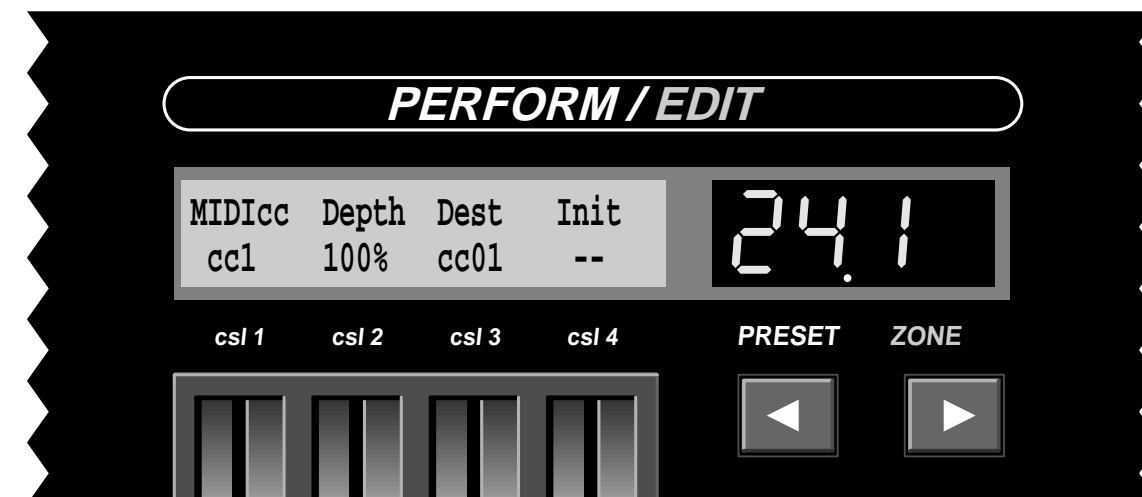 PERFORM / EDIT
MIDIcc Depth Dest Init
cc1 100% cc01 --
24.1
csl 1 csl 2 csl 3 csl 4
PRESET ZONE